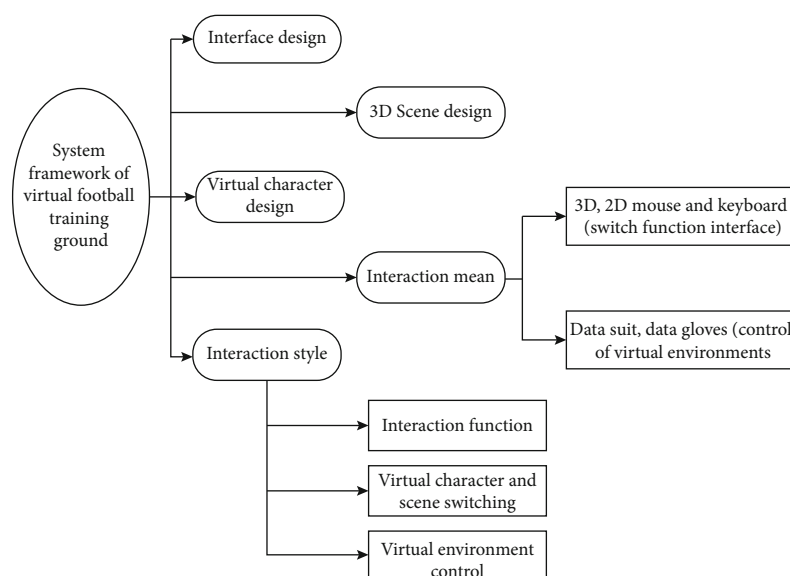 Interface design
3D Scene design
System
framework of
virtual football
training
ground
Virtual character
design
3D, 2D mouse and keyboard
(switch function interface)
Interaction mean
Data suit, data gloves (control
of virtual environments
Interaction style
Interaction function
Virtual character and
scene switching
Virtual environment
control